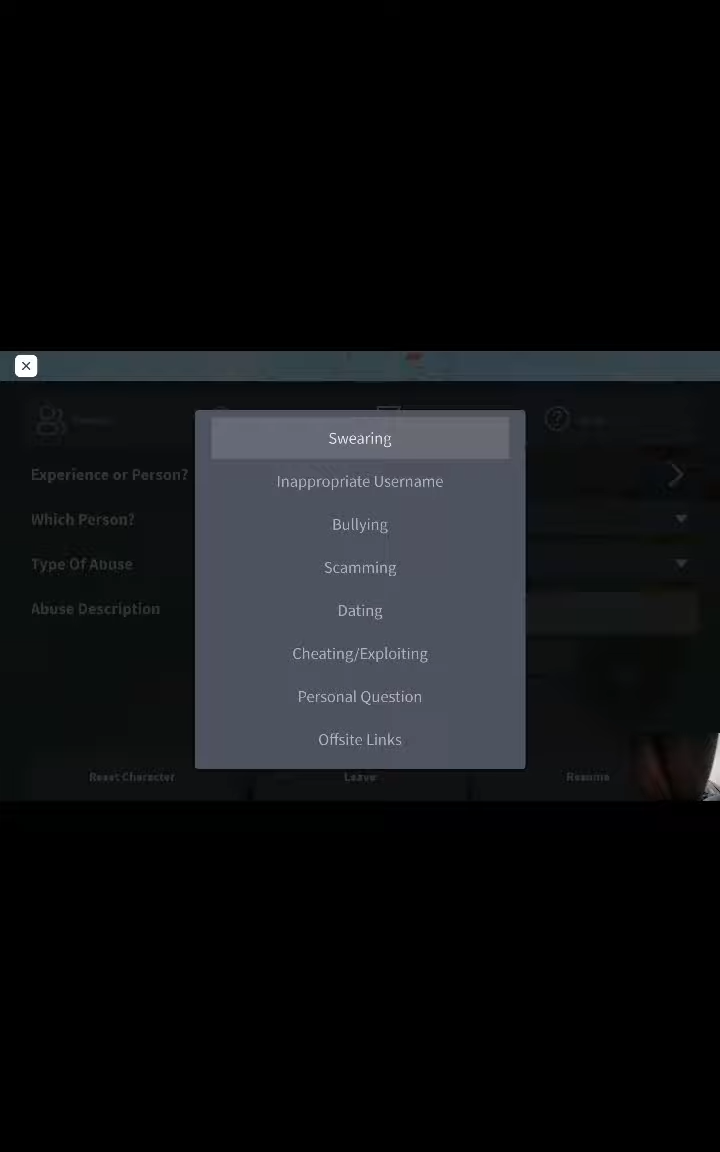 Swearing
Experience or Person?
Inappropriate Username
Which Person?
Bullying
Type Of Abuse
Scamming
Abuse Description
Dating
Cheating/Exploiting
Personal Question
Offsite Links
Reset Character
Leave
Resume